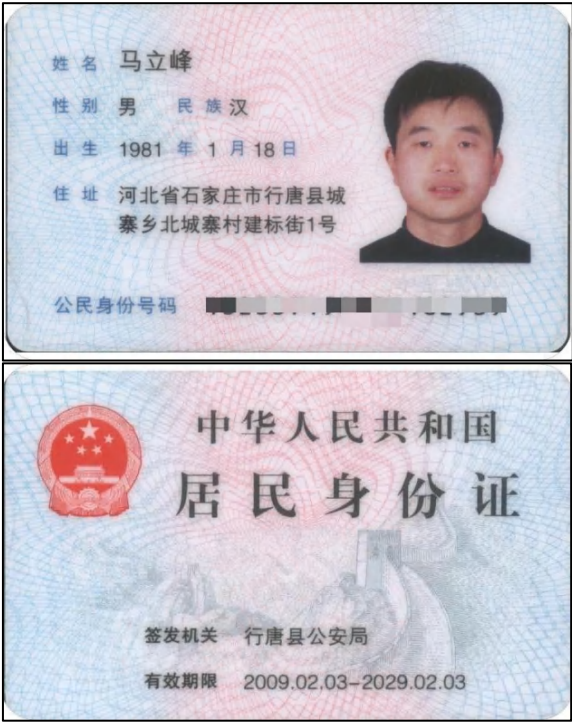 姓名 马立峰
性别 男 民族 汉
出生 1981 年 1 月 18 日
住址 河北省石家庄市行唐县城
寨乡北城寨村建标街1号
公民身份号码
中华人民共和国
居民身份证
签发机关 行唐县公安局
有效期限 2009.02.03-2029.02.03